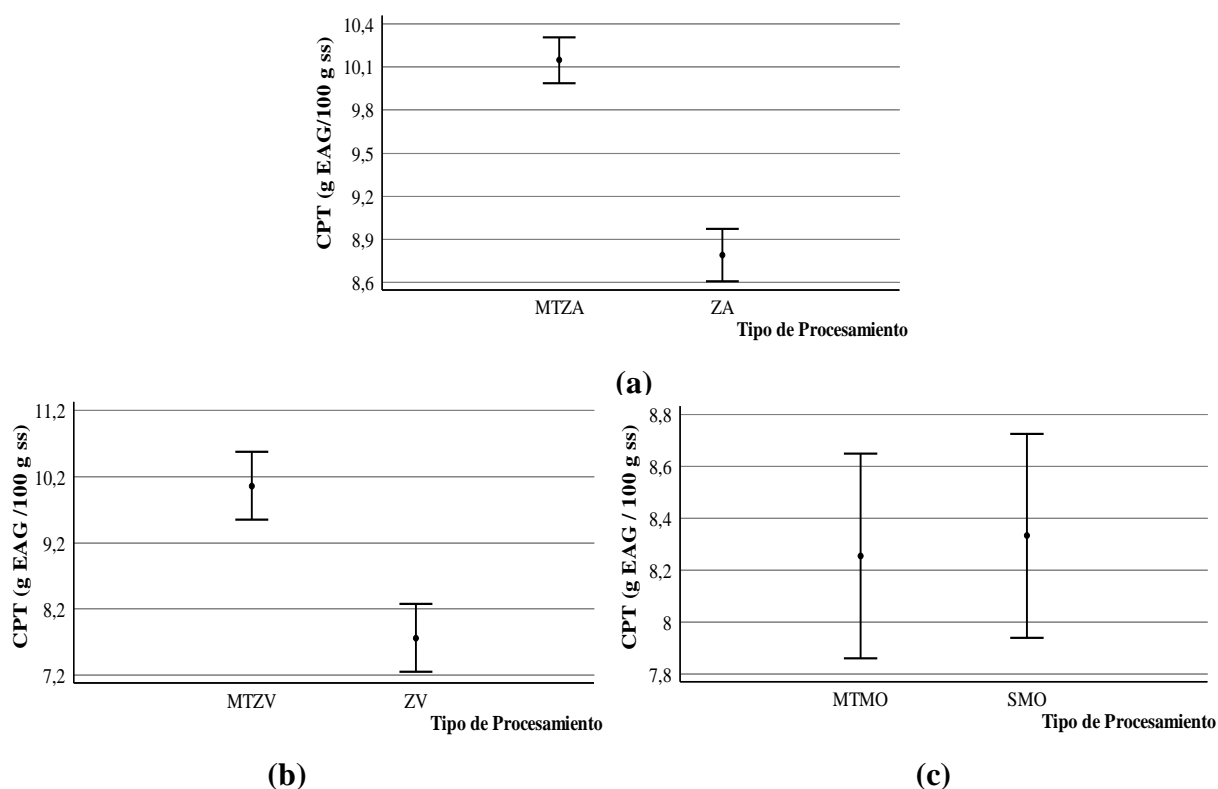 CPT (g EAG/100 g ss)
10,4
10,1
9,8
9,5
9,2
8,9
8,6
MTZA ZA
Tipo de Procesamiento
(a)
CPT (g EAG /100 g ss)
11,2
10,2
9,2
8,2
7,2
MTZV ZV
Tipo de Procesamiento
(b)
CPT (g EAG / 100 g ss)
8,8
8,6
8,4
8,2
8
7,8
MTMO SMO
Tipo de Procesamiento
(c)